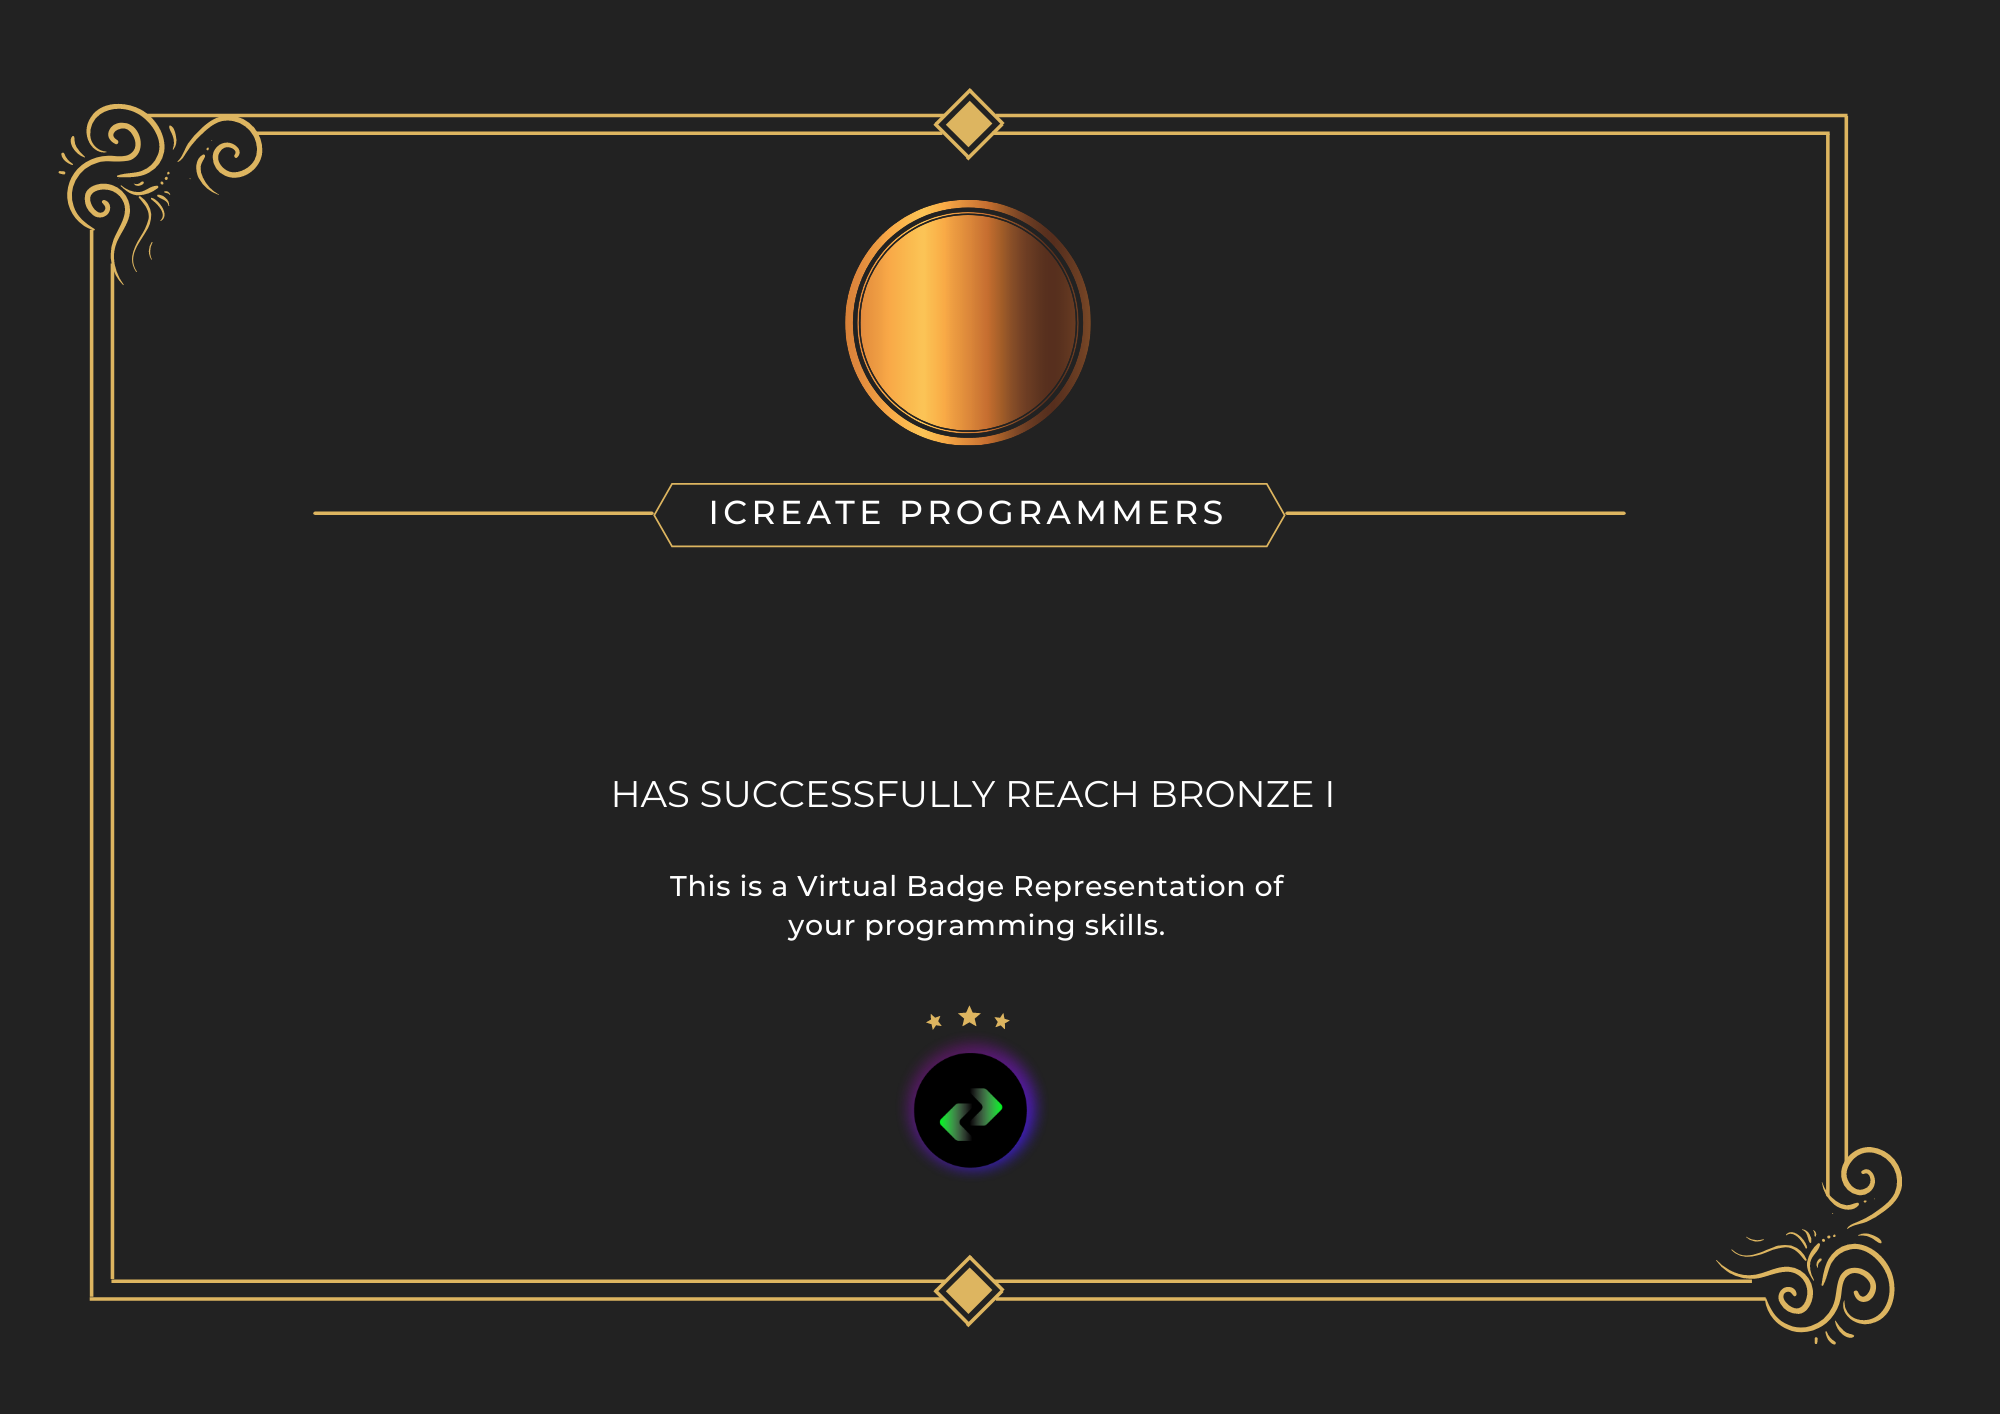 ICREATE PROGRAMMERS
HAS SUCCESSFULLY REACH BRONZE I
This is a Virtual Badge Representation of
your programming skills.